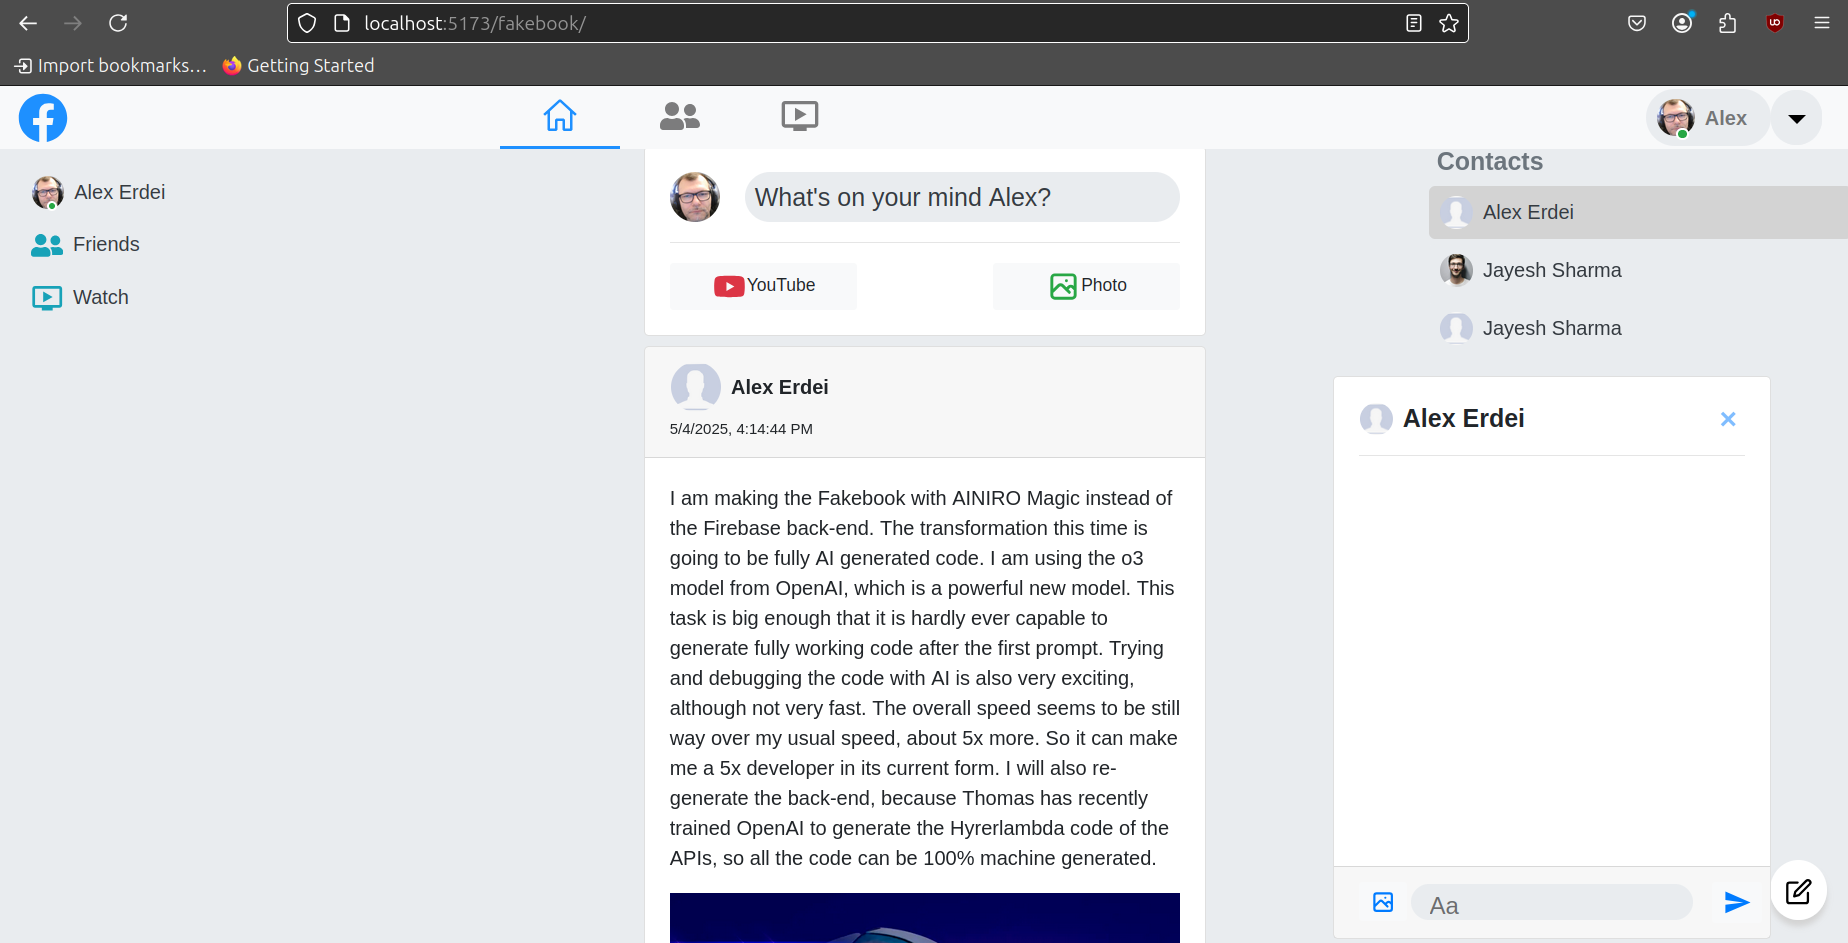 localhost:5173/fakebook/
Import bookmarks...
Getting Started
Alex
Alex Erdei
Friends
Watch
What's on your mind Alex?
YouTube
Photo
Alex Erdei
5/4/2025, 4:14:44 PM
I am making the Fakebook with AINIRO Magic instead of
the Firebase back-end. The transformation this time is
going to be fully AI generated code. I am using the o3
model from OpenAI, which is a powerful new model. This
task is big enough that it is hardly ever capable to
generate fully working code after the first prompt. Trying
and debugging the code with AI is also very exciting,
although not very fast. The overall speed seems to be still
way over my usual speed, about 5x more. So it can make
me a 5x developer in its current form. I will also re-
generate the back-end, because Thomas has recently
trained OpenAI to generate the Hyrerlambda code of the
APIs, so all the code can be 100% machine generated.
Contacts
Alex Erdei
Jayesh Sharma
Jayesh Sharma
Alex Erdei
Aa